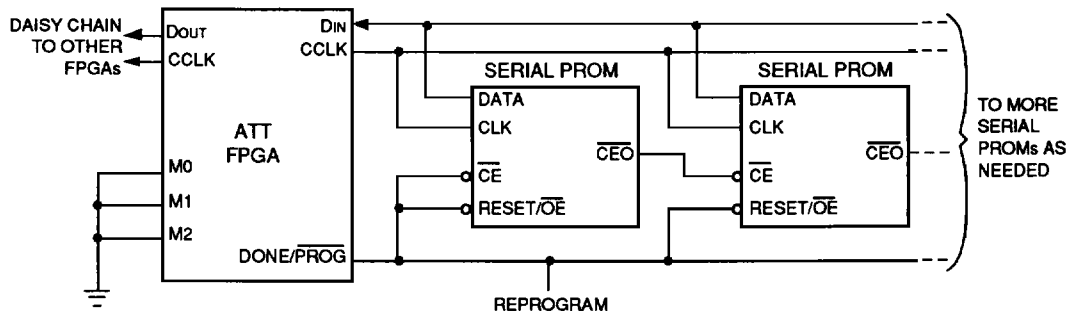 DAISY CHAIN
TO OTHER
FPGAs
DOUT
CCLK
DIN
CCLK
ATT
FPGA
M0
M1
M2
DONE/PROG
SERIAL PROM
DATA
CLK
CEO
CE
RESET/OE
SERIAL PROM
DATA
CLK
CEO
CE
RESET/OE
TO MORE
SERIAL
PROMs AS
NEEDED
REPROGRAM